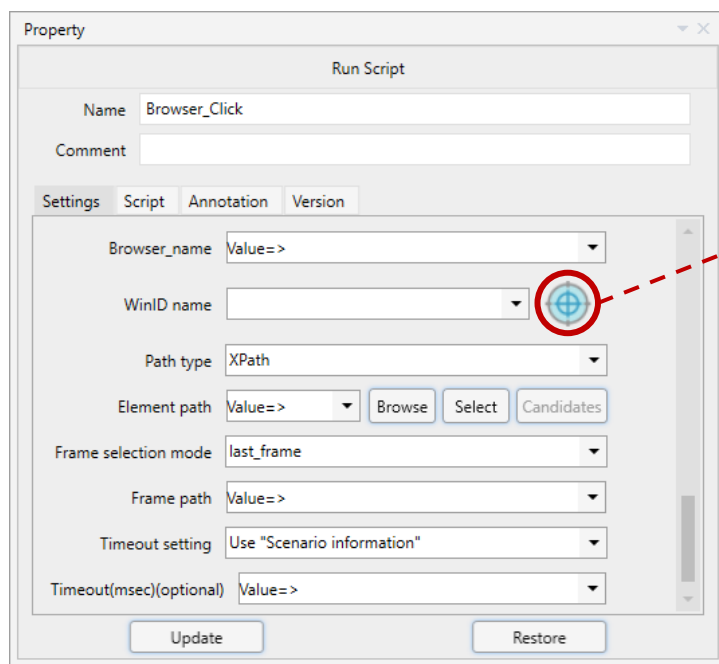 Property
Run Script
Name Browser_Click
Comment
Settings Script Annotation Version
Browser_name Value=>
WinID name
Path type XPath
Element path Value=> Browse Select Candidates
Frame selection mode last_frame
Frame path Value=>
Timeout setting Use "Scenario information"
Timeout(msec)(optional) Value=>
Update Restore